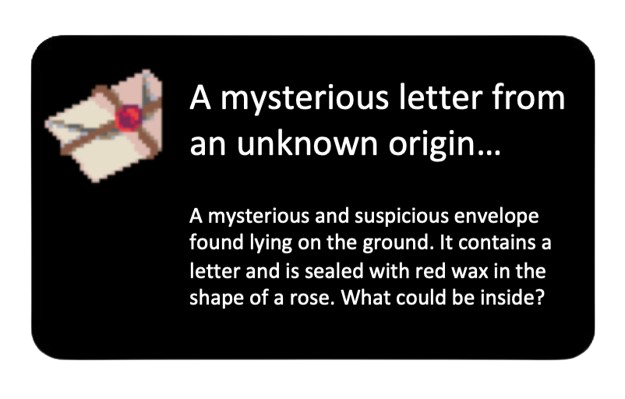 A mysterious letter from
an unknown origin...
A mysterious and suspicious envelope
found lying on the ground. It contains a
letter and is sealed with red wax in the
shape of a rose. What could be inside?